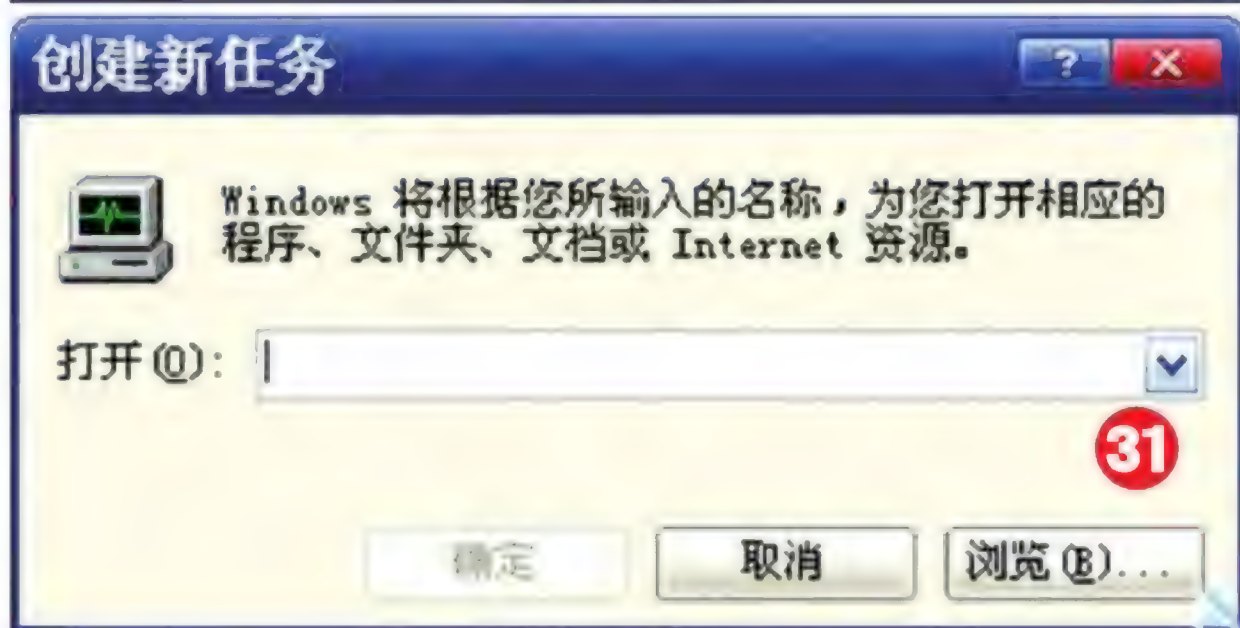 创建新任务
?
Windows 将根据您所输入的名称，为您打开相应的
程序、文件夹、文档或 Internet 资源。
打开(O):
31
确定
取消
浏览(B)...